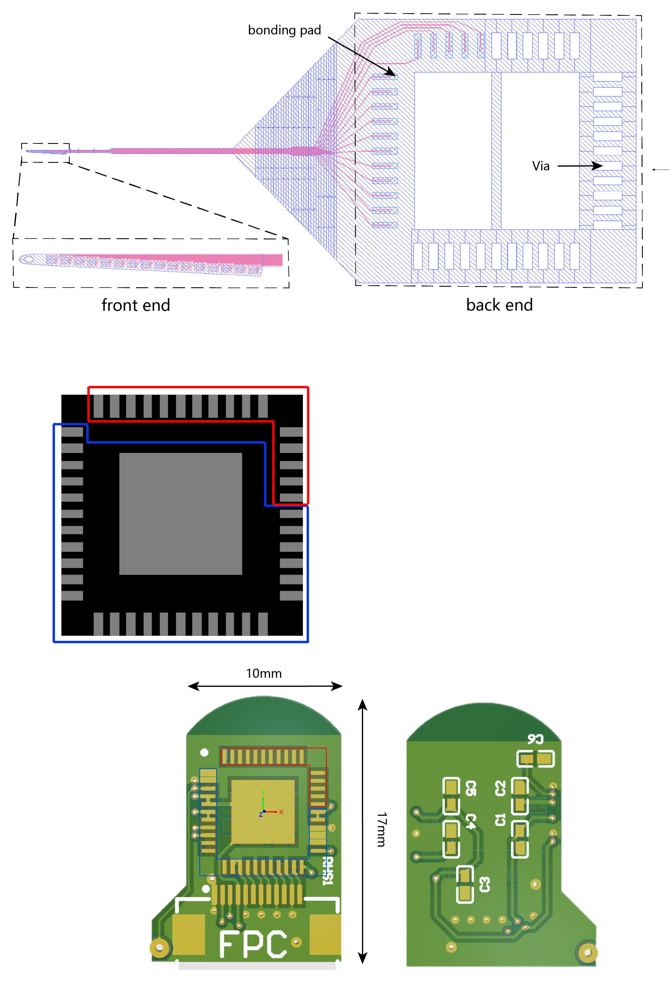 bonding pad
Via
front end
back end
10mm
17mm
C6
C5
C2
C4
C1
C3
Y
X
Z
RHS1
FPC